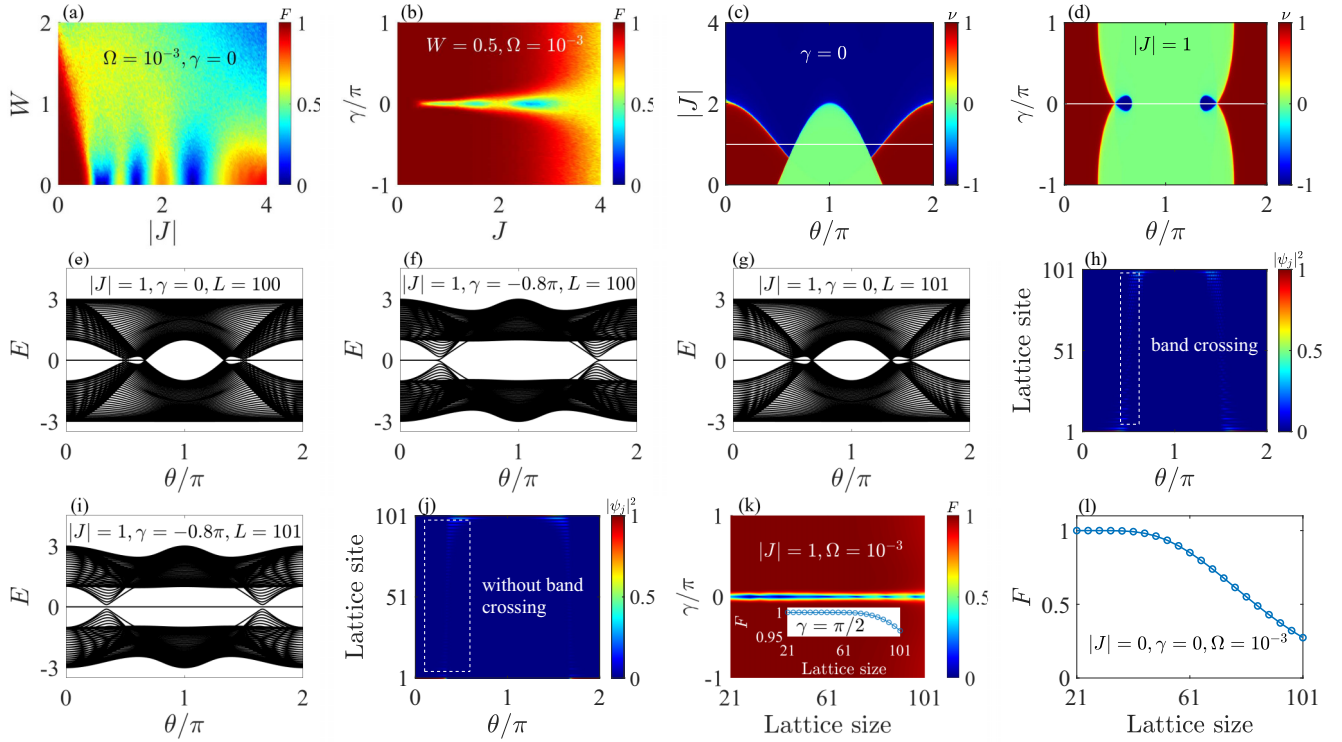 (a)
F
2
1
W
Ω = 10⁻³, γ = 0
0.5
0
0
0
2
4
|J|
(b)
F
1
1
γ/π
W = 0.5, Ω = 10⁻³
0
0.5
-1
0
0
2
4
J
(c)
ν
4
1
|J|
γ = 0
2
0
0
-1
0
1
2
θ/π
(d)
ν
1
1
γ/π
|J| = 1
0
0
-1
-1
0
1
2
θ/π
(e)
|J| = 1, γ = 0, L = 100
3
E
0
-3
0
1
2
θ/π
(f)
|J| = 1, γ = −0.8π, L = 100
3
E
0
-3
0
1
2
θ/π
(g)
|J| = 1, γ = 0, L = 101
3
E
0
-3
0
1
2
θ/π
(h)
|ψⱼ|²
101
1
Lattice site
51
band crossing
0.5
1
0
0
1
2
θ/π
(i)
|J| = 1, γ = −0.8π, L = 101
3
E
0
-3
0
1
2
θ/π
(j)
|ψⱼ|²
101
1
Lattice site
51
without band
crossing
0.5
1
0
0
1
2
θ/π
(k)
F
1
1
γ/π
|J| = 1, Ω = 10⁻³
0
0.5
F
1
0.95
γ = π/2
21
61
101
Lattice size
-1
0
21
61
101
Lattice size
(l)
1
F
0.5
|J| = 0, γ = 0, Ω = 10⁻³
0
21
61
101
Lattice size